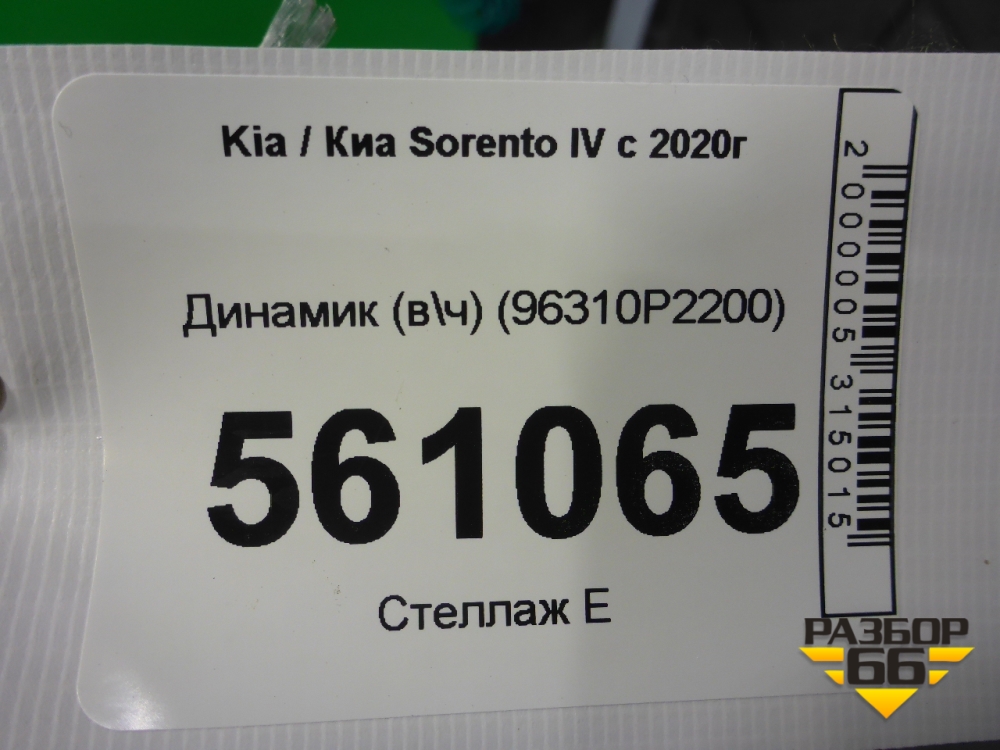 Kia / Киа Sorento IV с 2020г
Динамик (в\ч) (96310P2200)
561065
Стеллаж Е
2 000005 315015
РАЗБОР
66